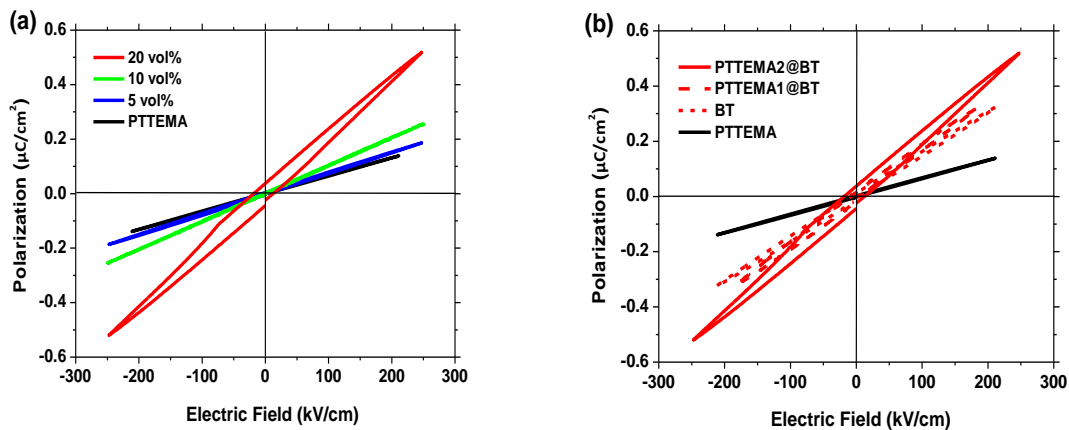 (a)
20 vol%
10 vol%
5 vol%
PTTEMA
Polarization (μC/cm²)
0.6
0.4
0.2
0.0
-0.2
-0.4
-0.6
-300 -200 -100 0 100 200 300
Electric Field (kV/cm)
(b)
PTTEMA2@BT
PTTEMA1@BT
BT
PTTEMA
Polarization (μC/cm²)
0.6
0.4
0.2
0.0
-0.2
-0.4
-0.6
-300 -200 -100 0 100 200 300
Electric Field (kV/cm)